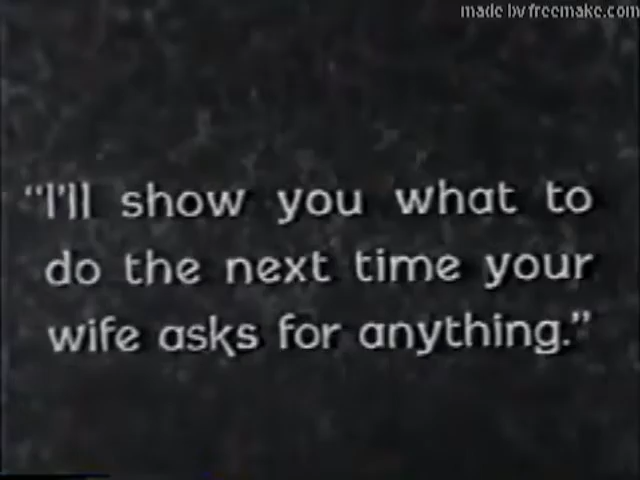 made by freemake.com
"I'll show you what to
do the next time your
wife asks for anything."